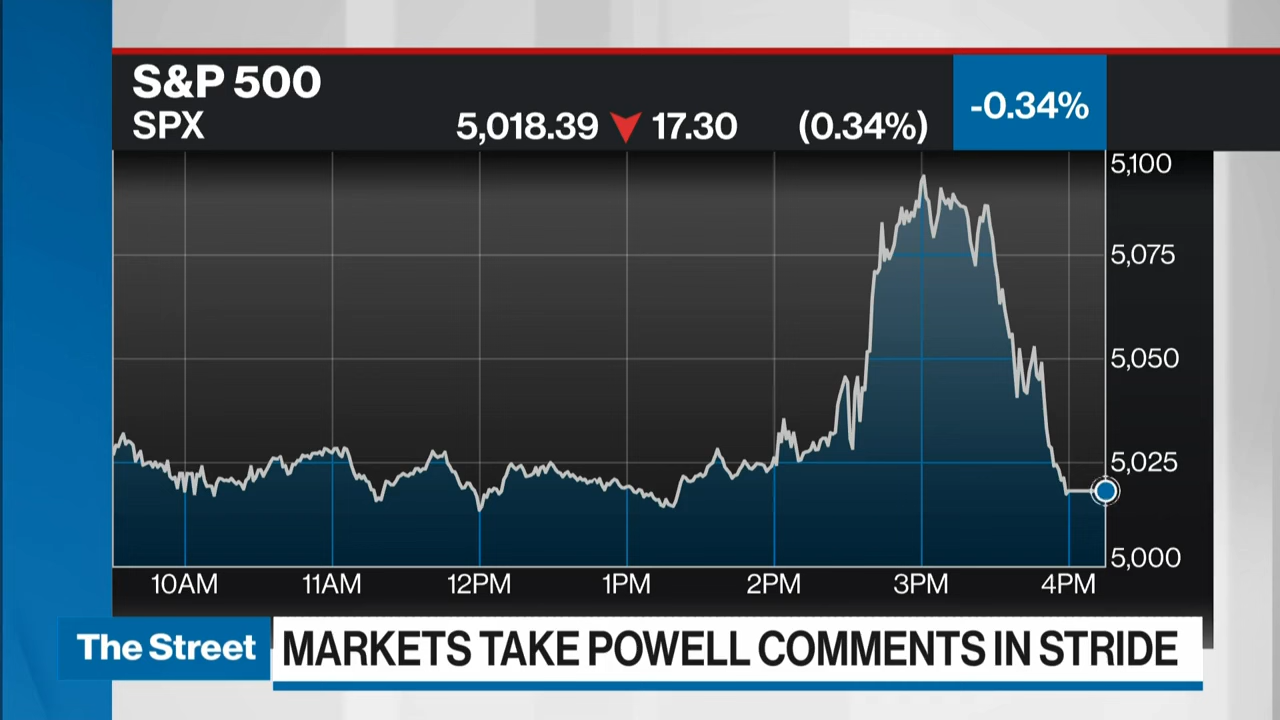 S&P 500
SPX 5,018.39 17.30 (0.34%) -0.34%
5,100
5,075
5,050
5,025
5,000
10AM 11AM 12PM 1PM 2PM 3PM 4PM
The Street MARKETS TAKE POWELL COMMENTS IN STRIDE